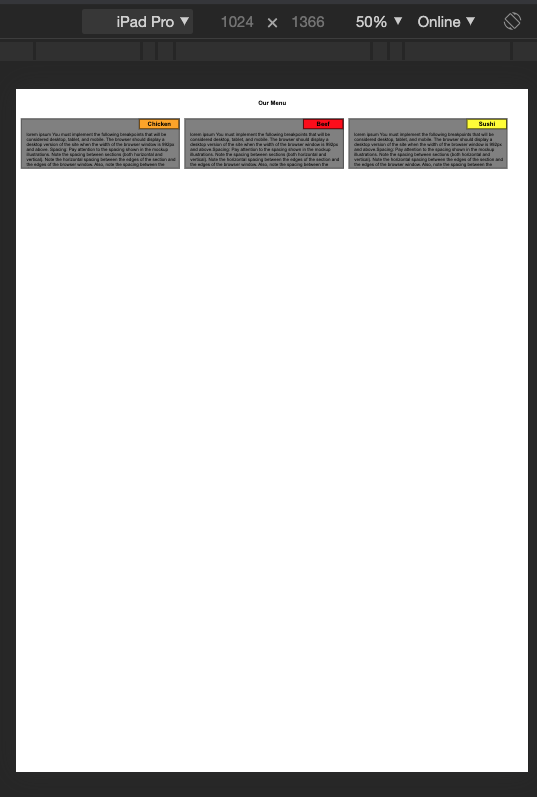 iPad Pro ▼ 1024 × 1366 50% ▼ Online ▼
Our Menu
Chicken
lorem ipsum You must implement the following breakpoints that will be
considered desktop, tablet, and mobile. The browser should display a
desktop version of the site when the width of the browser window is 992px
and above. Spacing: Pay attention to the spacing shown in the mockup
illustrations. Note the spacing between sections (both horizontal and
vertical). Note the horizontal spacing between the edges of the section and
the edges of the browser window. Also, note the spacing between the
Beef
lorem ipsum You must implement the following breakpoints that will be
considered desktop, tablet, and mobile. The browser should display a
desktop version of the site when the width of the browser window is 992px
and above. Spacing: Pay attention to the spacing shown in the mockup
illustrations. Note the spacing between sections (both horizontal and
vertical). Note the horizontal spacing between the edges of the section and
the edges of the browser window. Also, note the spacing between the
Sushi
lorem ipsum You must implement the following breakpoints that will be
considered desktop, tablet, and mobile. The browser should display a
desktop version of the site when the width of the browser window is 992px
and above. Spacing: Pay attention to the spacing shown in the mockup
illustrations. Note the spacing between sections (both horizontal and
vertical). Note the horizontal spacing between the edges of the section and
the edges of the browser window. Also, note the spacing between the